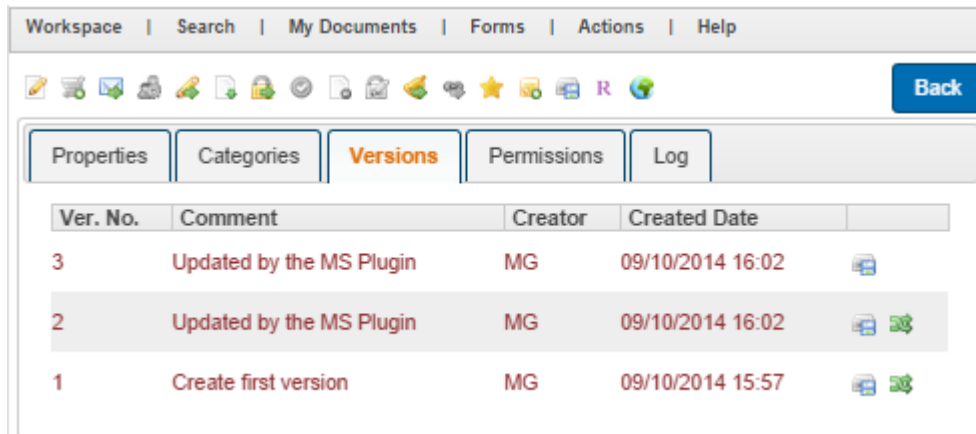 Workspace | Search | My Documents | Forms | Actions | Help
R Back
Properties Categories Versions Permissions Log
Ver. No. Comment Creator Created Date
3 Updated by the MS Plugin MG 09/10/2014 16:02
2 Updated by the MS Plugin MG 09/10/2014 16:02
1 Create first version MG 09/10/2014 15:57